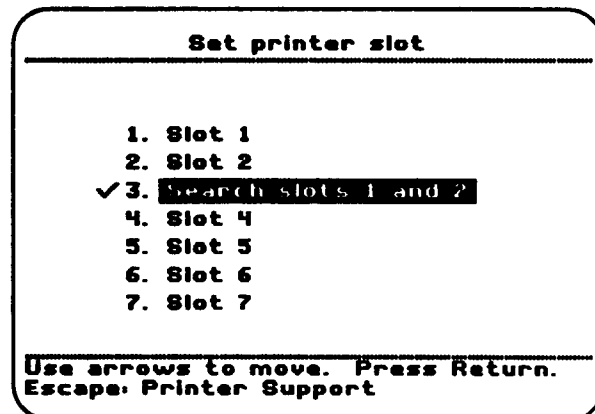 Set printer slot
1. Slot 1
2. Slot 2
✓3. Search slots 1 and 2
4. Slot 4
5. Slot 5
6. Slot 6
7. Slot 7
Use arrows to move. Press Return.
Escape: Printer Support